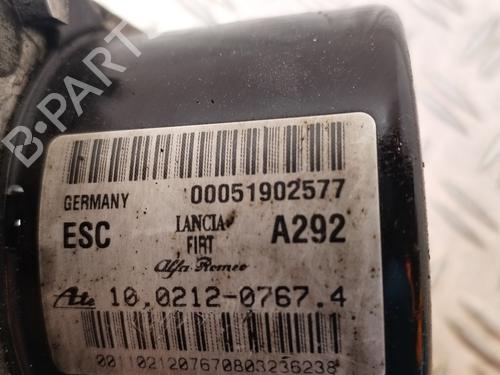 B-PARTS
GERMANY 00051902577
ESC LANCIA A292
FIAT
Alfa Romeo
Ate 10.0212-0767.4
0011021207670803236238